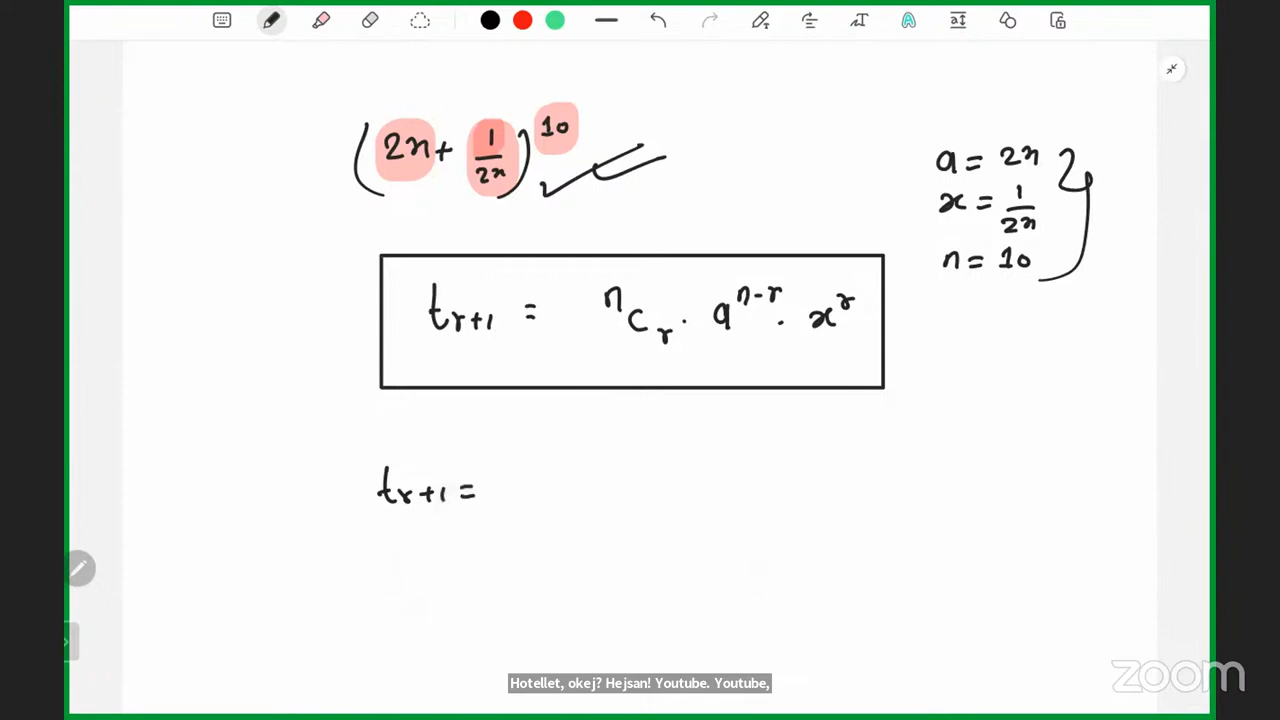 (2x + 1/2x)^10
a = 2x
x = 1/2x
n = 10
t_{r+1} = ^nC_r . a^{n-r} . x^r
t_{r+1} =
Hotellet, okej? Hejsan! Youtube. Youtube,
zoom